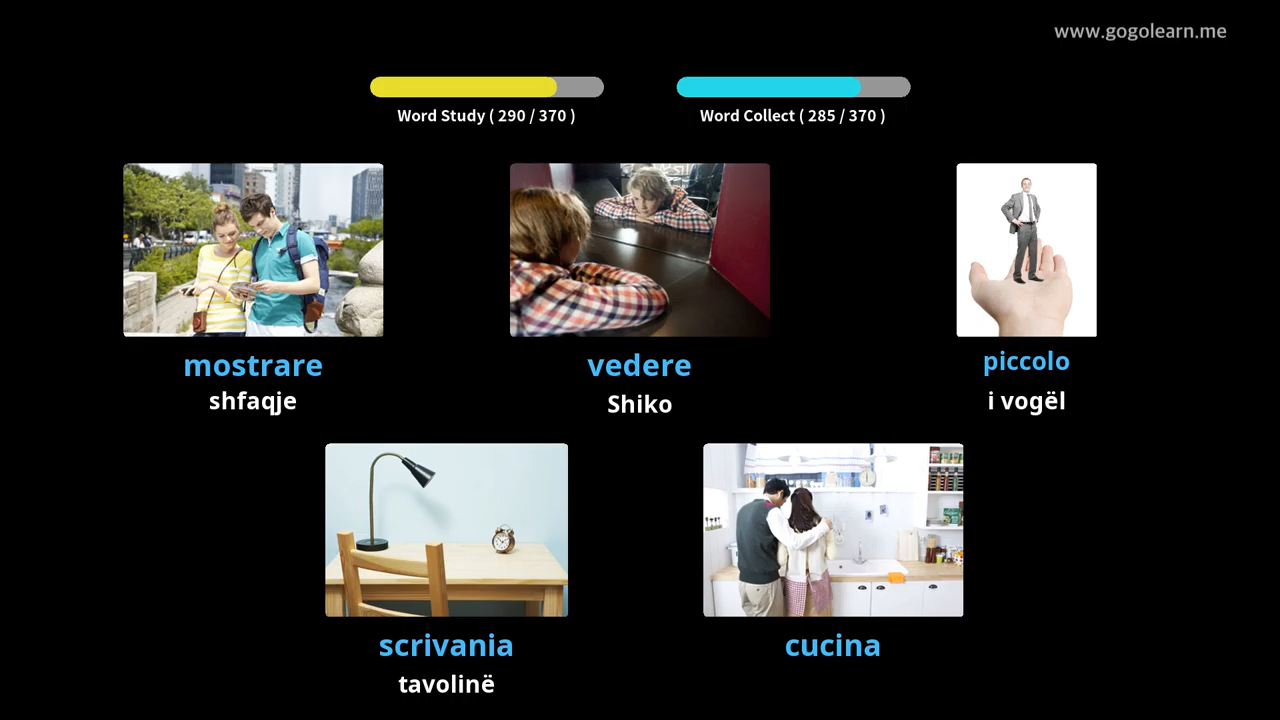 www.gogolearn.me
Word Study ( 290 / 370 )
Word Collect ( 285 / 370 )
mostrare
shfaqje
vedere
Shiko
piccolo
i vogël
scrivania
tavolinë
cucina